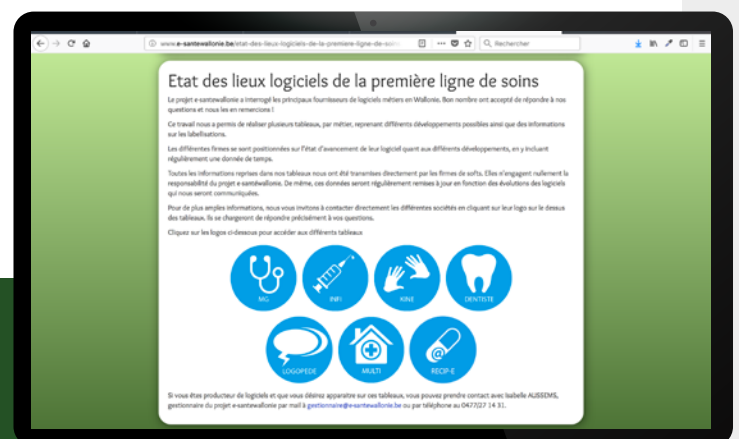 www.e-santewallonie.be/etat-des-lieux-logiciels-de-la-premiere-ligne-de-soins
Rechercher
Etat des lieux logiciels de la première ligne de soins
Le projet e-santewallonie a interrogé les principaux fournisseurs de logiciels métiers en Wallonie. Bon nombre ont accepté de répondre à nos
questions et nous les en remercions !
Ce travail nous a permis de réaliser plusieurs tableaux, par métier, reprenant différents développements possibles ainsi que des informations
sur les labellisations.
Les différentes firmes se sont positionnées sur l'état d'avancement de leur logiciel quant aux différents développements, en y incluant
régulièrement une donnée de temps.
Toutes les informations reprises dans nos tableaux nous ont été transmises directement par les firmes de softs. Elles n'engagent nullement la
responsabilité du projet e-santéwallonie. De même, ces données seront régulièrement remises à jour en fonction des évolutions des logiciels
qui nous seront communiquées.
Pour de plus amples informations, nous vous invitons à contacter directement les différentes sociétés en cliquant sur leur logo sur le dessus
des tableaux. Ils se chargeront de répondre précisément à vos questions.
Cliquez sur les logos ci-dessous pour accéder aux différents tableaux
MG
INFI
KINE
DENTISTE
LOGOPEDE
MULTI
RECIP-E
Si vous êtes producteur de logiciels et que vous désirez apparaitre sur ces tableaux, vous pouvez prendre contact avec Isabelle AUSSEMS,
gestionnaire du projet e-santewallonie par mail à gestionnaire@e-santewallonie.be ou par téléphone au 0477/27 14 31.